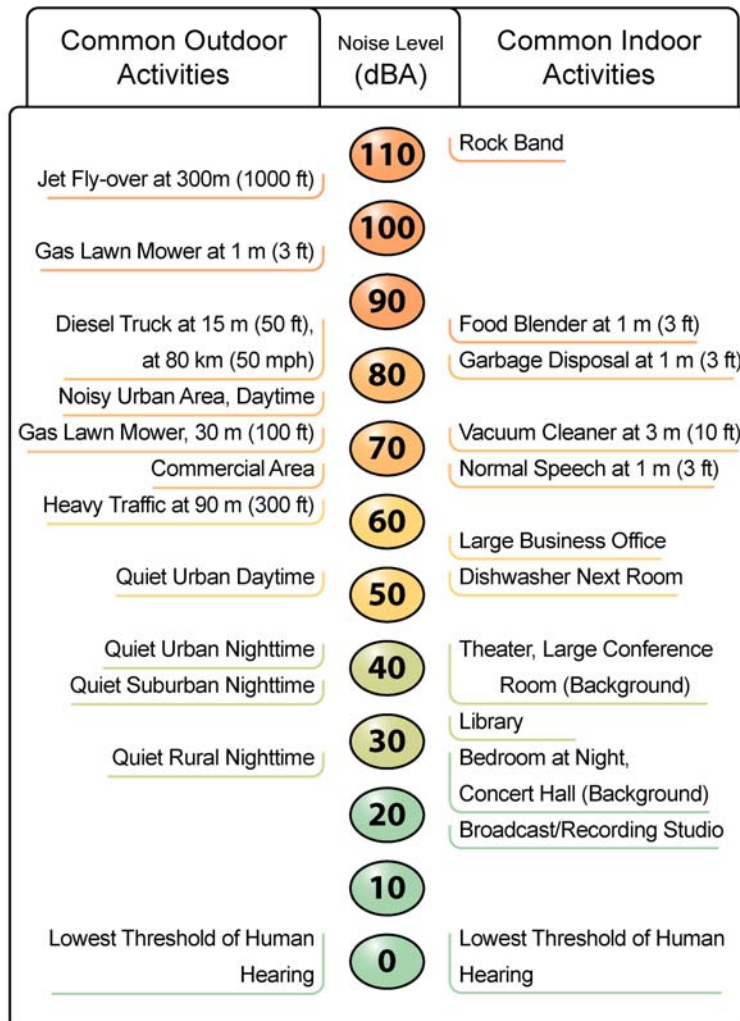 Common Outdoor
Activities
Noise Level
(dBA)
Common Indoor
Activities
110
Rock Band
Jet Fly-over at 300m (1000 ft)
100
Gas Lawn Mower at 1 m (3 ft)
90
Diesel Truck at 15 m (50 ft),
at 80 km (50 mph)
Food Blender at 1 m (3 ft)
80
Garbage Disposal at 1 m (3 ft)
Noisy Urban Area, Daytime
Gas Lawn Mower, 30 m (100 ft)
70
Vacuum Cleaner at 3 m (10 ft)
Commercial Area
Normal Speech at 1 m (3 ft)
Heavy Traffic at 90 m (300 ft)
60
Large Business Office
Quiet Urban Daytime
50
Dishwasher Next Room
Quiet Urban Nighttime
40
Theater, Large Conference
Room (Background)
Quiet Suburban Nighttime
30
Library
Quiet Rural Nighttime
Bedroom at Night,
Concert Hall (Background)
20
Broadcast/Recording Studio
10
Lowest Threshold of Human
Hearing
0
Lowest Threshold of Human
Hearing